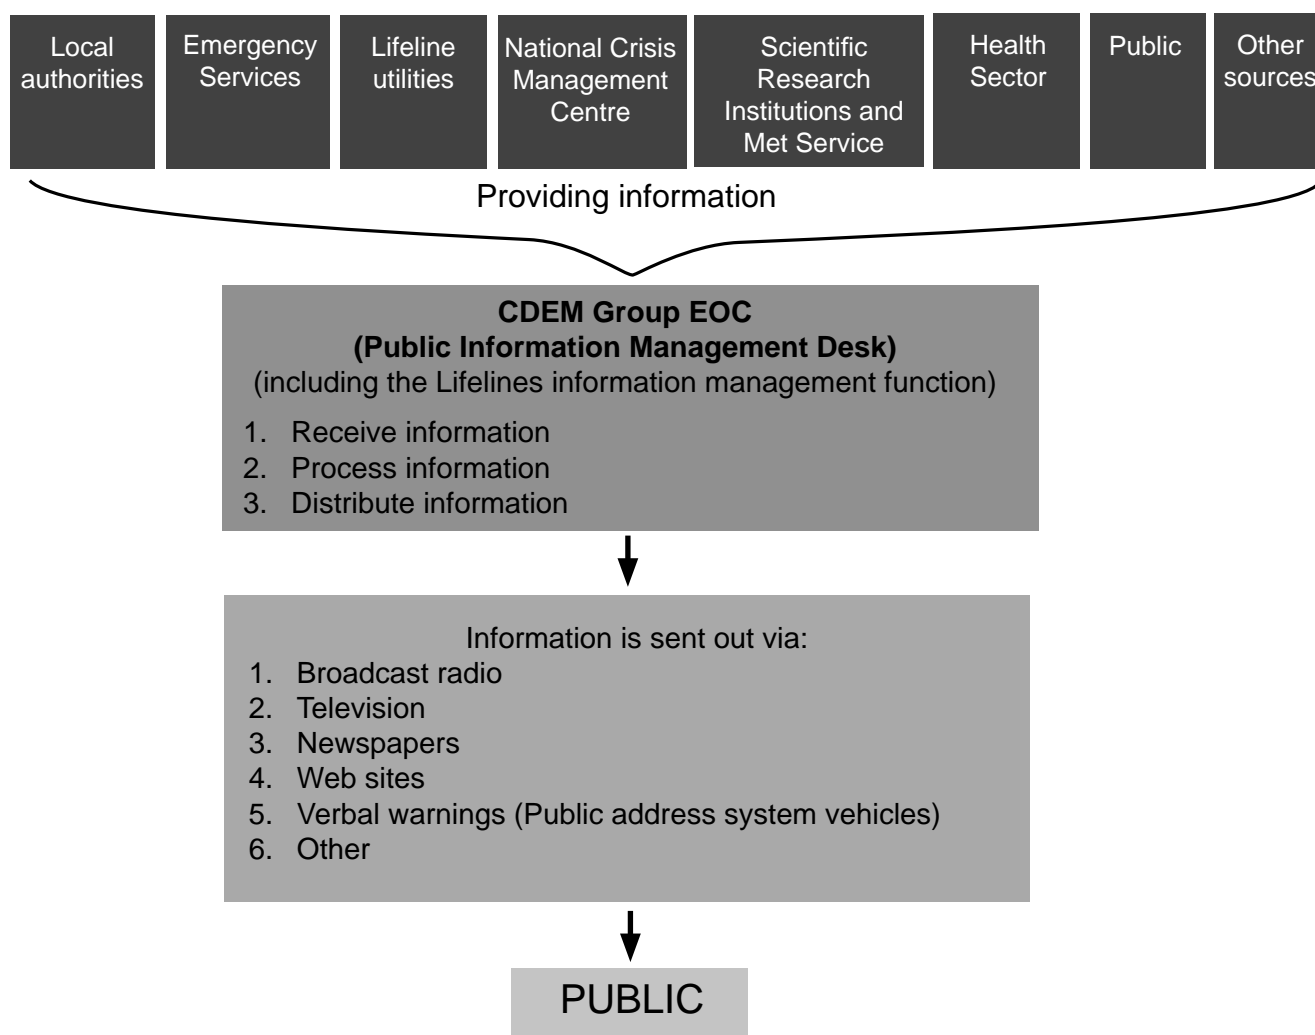 Local
authorities
Emergency
Services
Lifeline
utilities
National Crisis
Management
Centre
Scientific
Research
Institutions and
Met Service
Health
Sector
Public
Other
sources
Providing information
CDEM Group EOC
(Public Information Management Desk)
(including the Lifelines information management function)
1. Receive information
2. Process information
3. Distribute information
Information is sent out via:
1. Broadcast radio
2. Television
3. Newspapers
4. Web sites
5. Verbal warnings (Public address system vehicles)
6. Other
PUBLIC